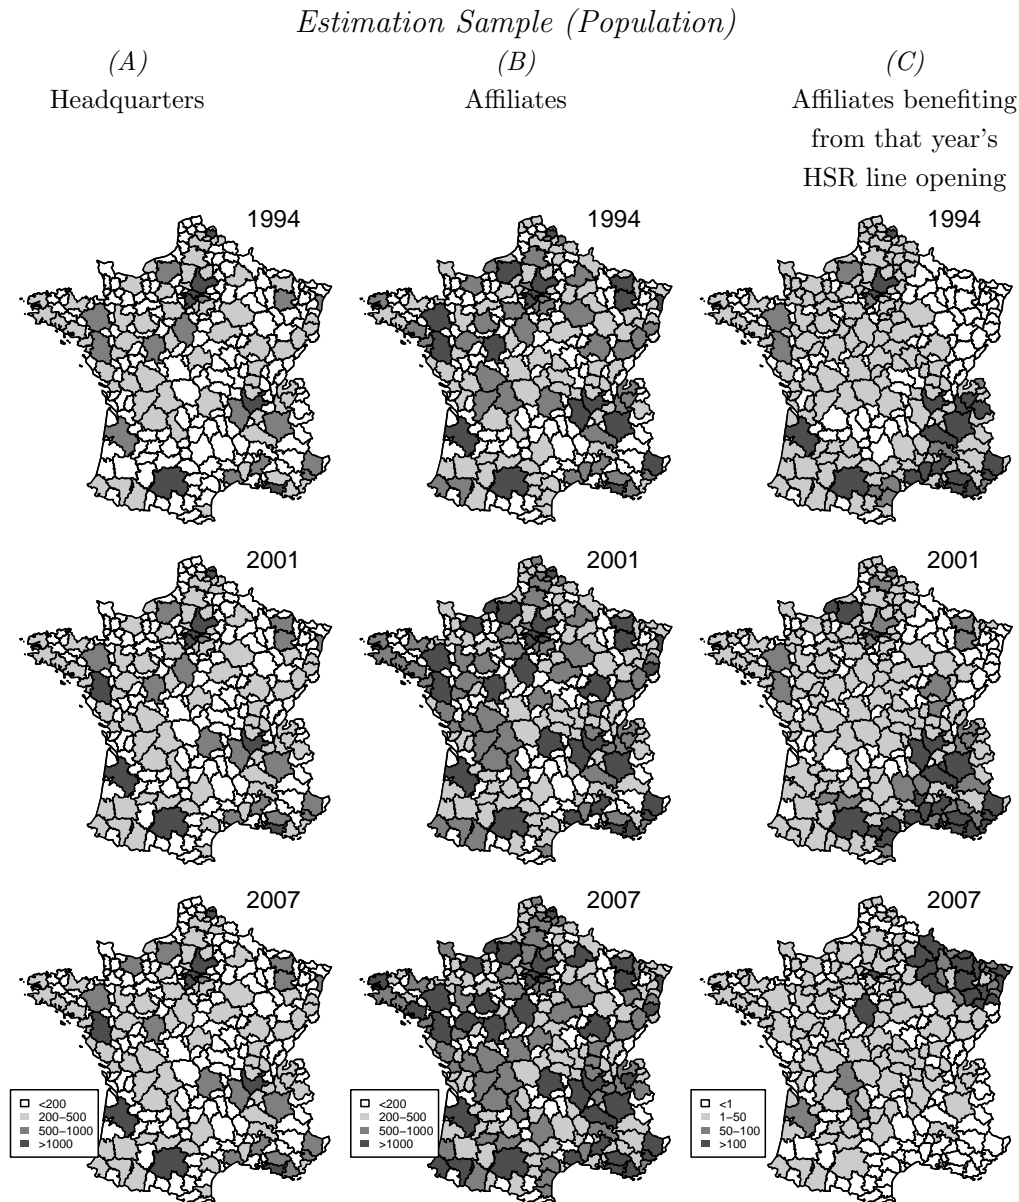 Estimation Sample (Population)
(A)
Headquarters
(B)
Affiliates
(C)
Affiliates benefiting
from that year's
HSR line opening
1994
1994
1994
2001
2001
2001
2007
2007
2007
<200
200–500
500–1000
>1000
<200
200–500
500–1000
>1000
<1
1–50
50–100
>100